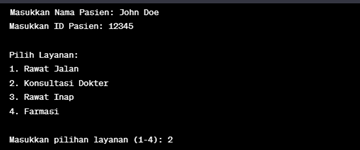 Masukkan Nama Pasien: John Doe
Masukkan ID Pasien: 12345
Pilih Layanan:
1. Rawat Jalan
2. Konsultasi Dokter
3. Rawat Inap
4. Farmasi
Masukkan pilihan layanan (1-4): 2